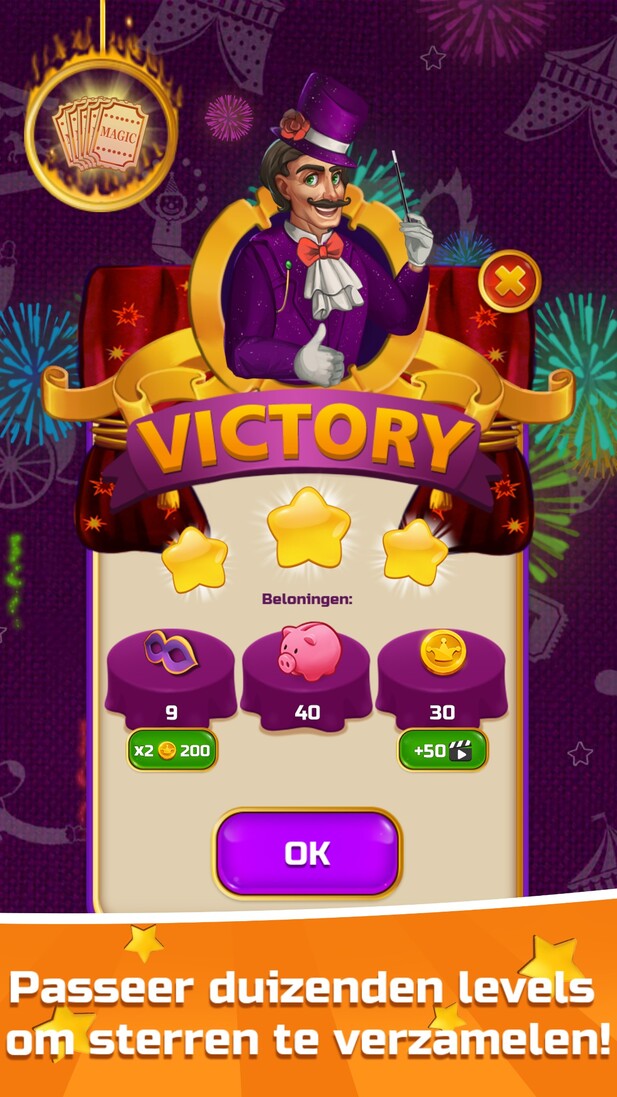 MAGIC
VICTORY
Beloningen:
9
40
30
x2 200
+50
OK
Passeer duizenden levels
om sterren te verzamelen!